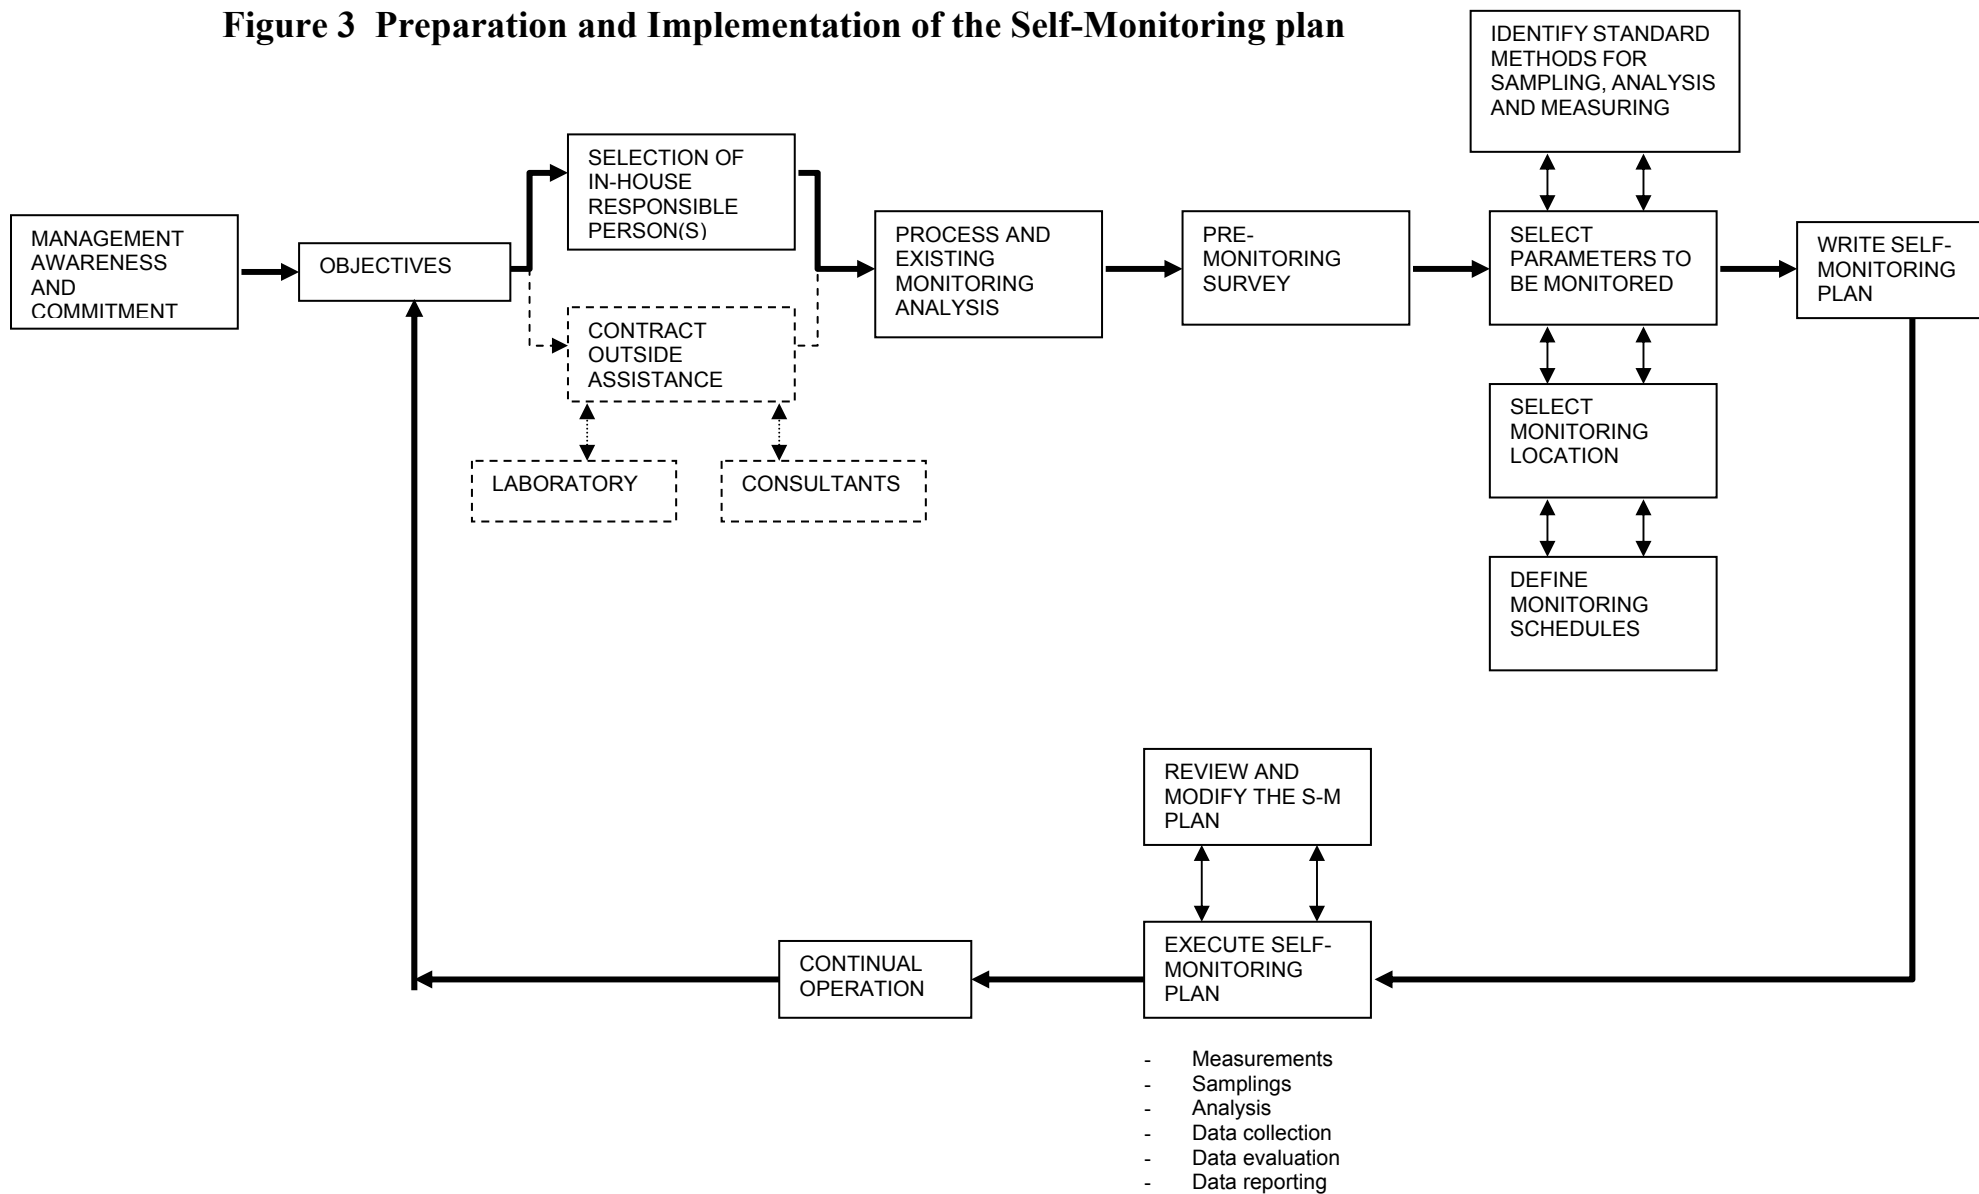 Figure 3  Preparation and Implementation of the Self-Monitoring plan
IDENTIFY STANDARD
METHODS FOR
SAMPLING, ANALYSIS
AND MEASURING
SELECTION OF
IN-HOUSE
RESPONSIBLE
PERSON(S)
MANAGEMENT
AWARENESS
AND
COMMITMENT
OBJECTIVES
PROCESS AND
EXISTING
MONITORING
ANALYSIS
PRE-
MONITORING
SURVEY
SELECT
PARAMETERS TO
BE MONITORED
WRITE SELF-
MONITORING
PLAN
CONTRACT
OUTSIDE
ASSISTANCE
LABORATORY
CONSULTANTS
SELECT
MONITORING
LOCATION
DEFINE
MONITORING
SCHEDULES
REVIEW AND
MODIFY THE S-M
PLAN
CONTINUAL
OPERATION
EXECUTE SELF-
MONITORING
PLAN
- Measurements
- Samplings
- Analysis
- Data collection
- Data evaluation
- Data reporting